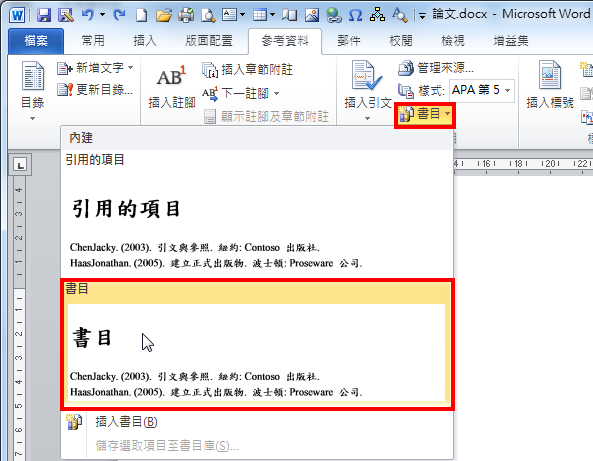 論文.docx - Microsoft Word
檔案 常用 插入 版面配置 參考資料 郵件 校閱 檢視 增益集
目錄
新增文字
更新目錄...
AB¹
插入註腳
插入章節附註
AB 下一註腳
顯示註腳及章節附註
插入引文
管理來源...
樣式: APA 第 5
書目
插入標號
內建
引用的項目
引用的項目
ChenJacky. (2003). 引文與參照. 紐約: Contoso 出版社.
HaasJonathan. (2005). 建立正式出版物. 波士頓: Proseware 公司.
書目
書目
ChenJacky. (2003). 引文與參照. 紐約: Contoso 出版社.
HaasJonathan. (2005). 建立正式出版物. 波士頓: Proseware 公司.
插入書目(B)
儲存選取項目至書目庫(S)...
L
16 18 20 22